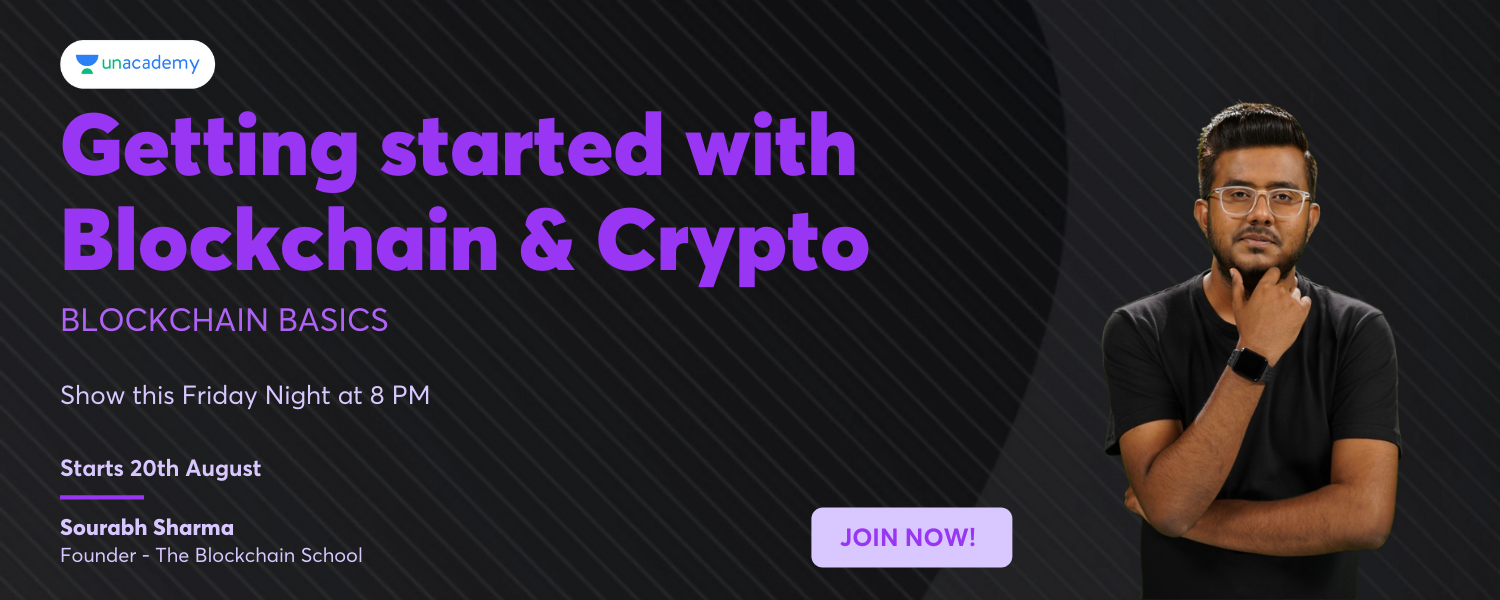 unacademy
Getting started with
Blockchain & Crypto
BLOCKCHAIN BASICS
Show this Friday Night at 8 PM
Starts 20th August
Sourabh Sharma
Founder - The Blockchain School
JOIN NOW!